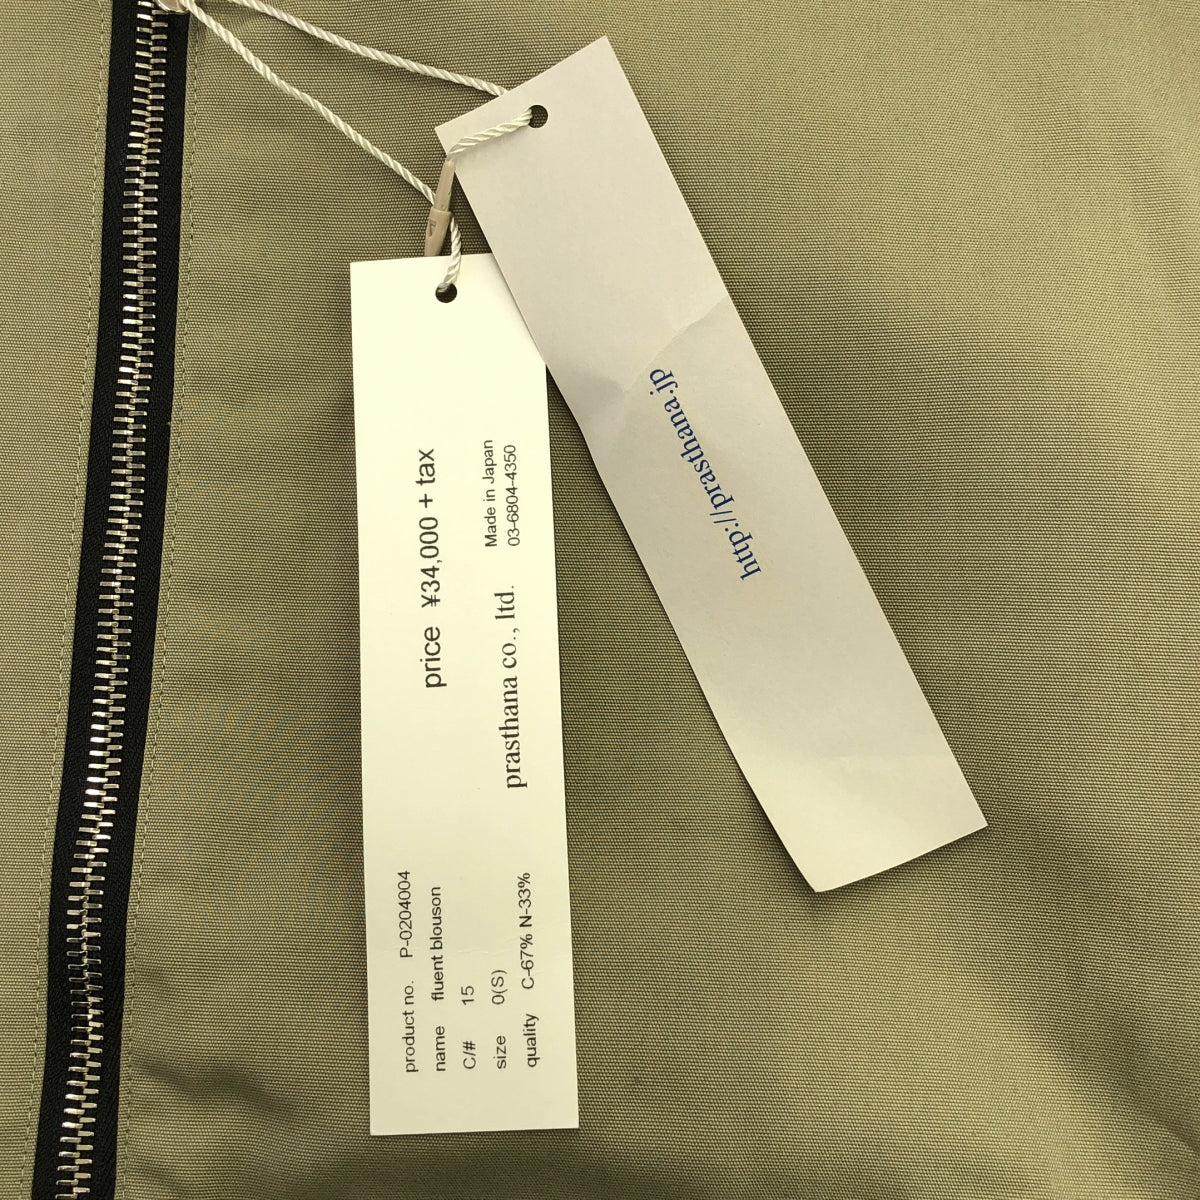 product no. P-0204004
name fluent blouson
C/# 15
size 0(S)
quality C-67% N-33%
price ¥34,000 + tax
prasthana co., ltd.
Made in Japan
03-6804-4350
http://prasthana.jp